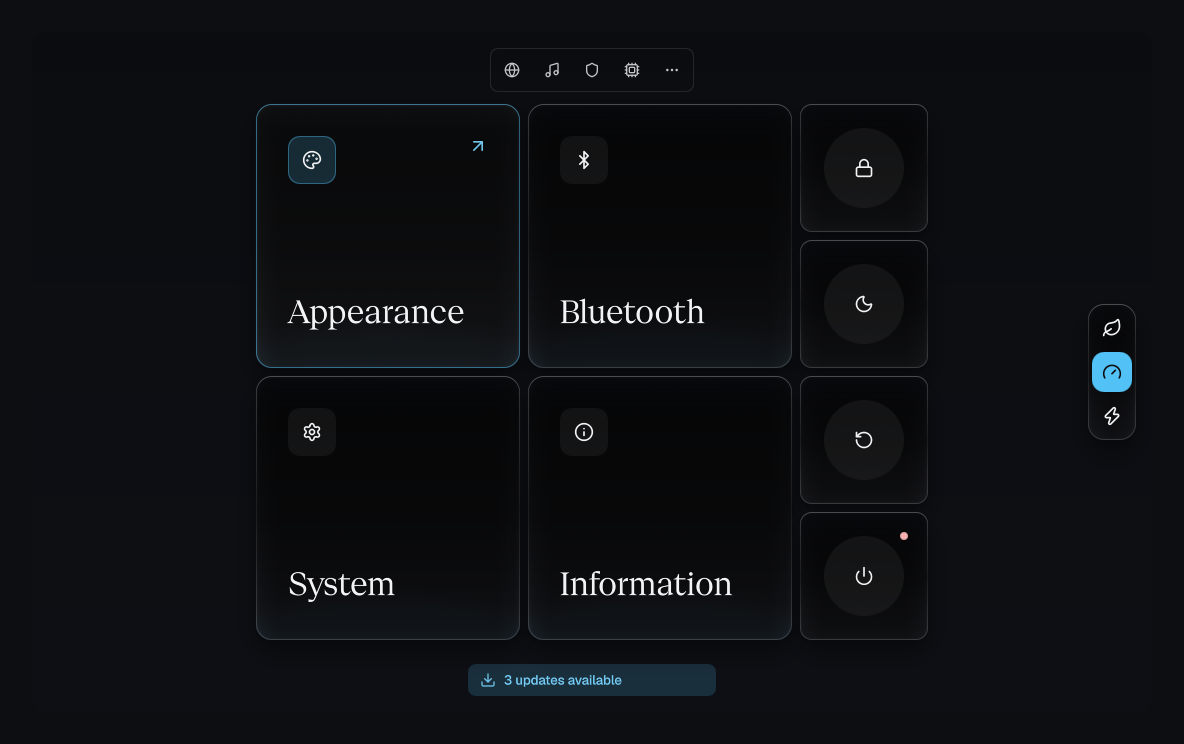 Appearance
Bluetooth
System
Information
3 updates available